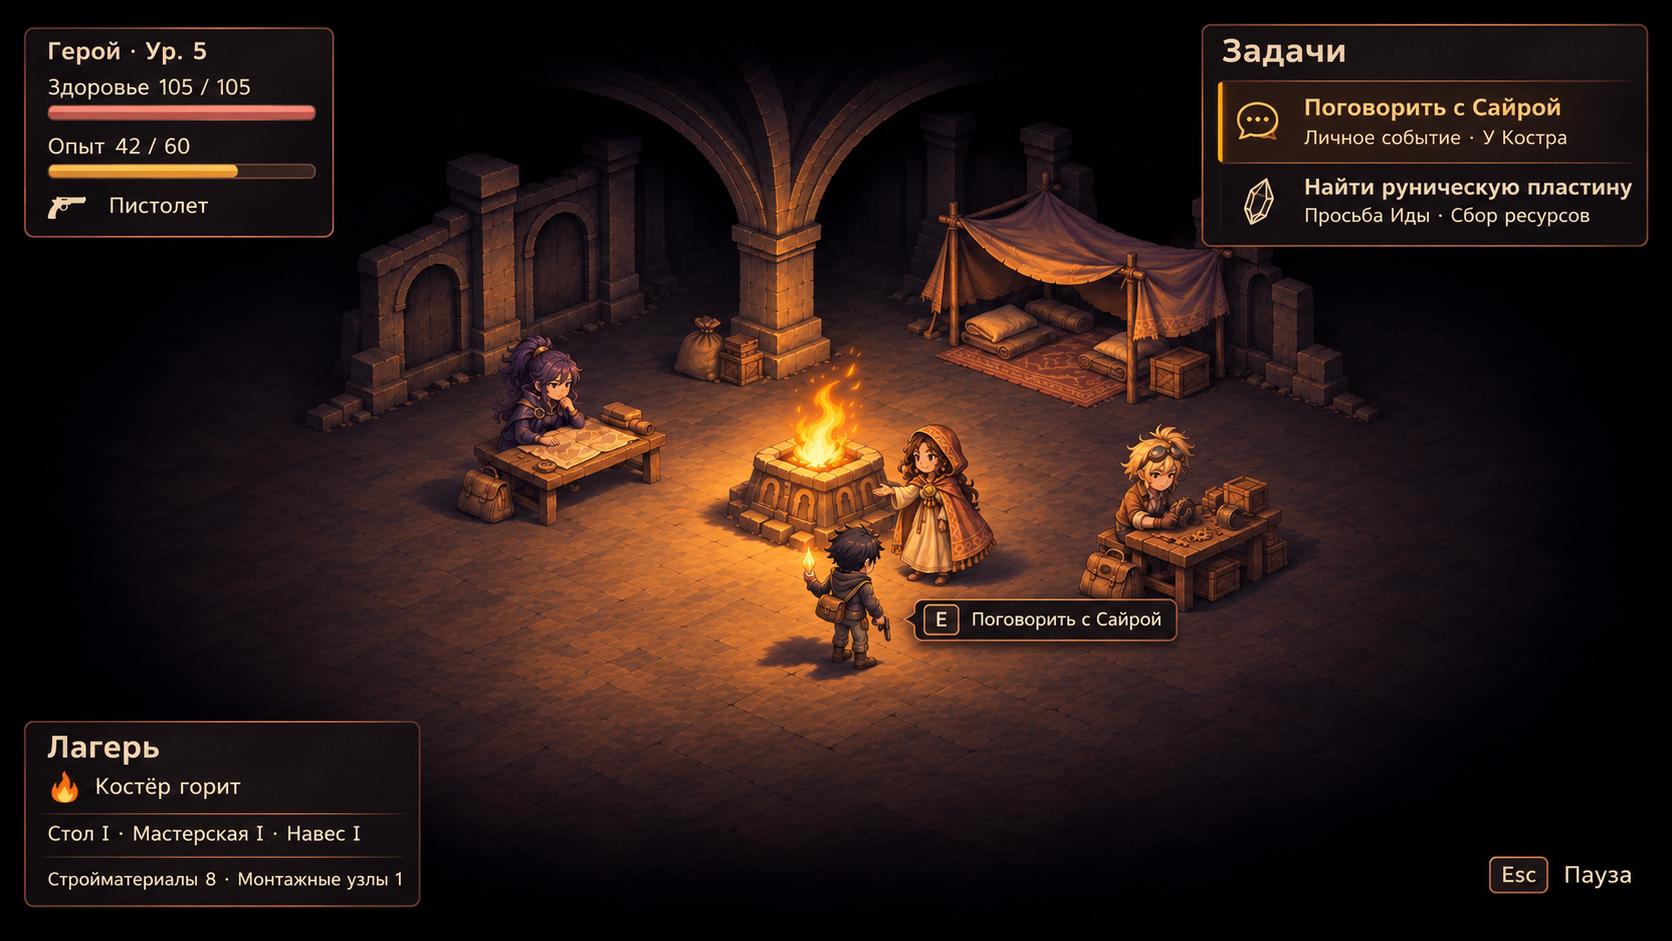 Герой · Ур. 5
Здоровье 105 / 105
Опыт 42 / 60
Пистолет
Задачи
Поговорить с Сайрой
Личное событие · У Костра
Найти руническую пластину
Просьба Иды · Сбор ресурсов
E Поговорить с Сайрой
Лагерь
Костёр горит
Стол I · Мастерская I · Навес I
Стройматериалы 8 · Монтажные узлы 1
Esc Пауза